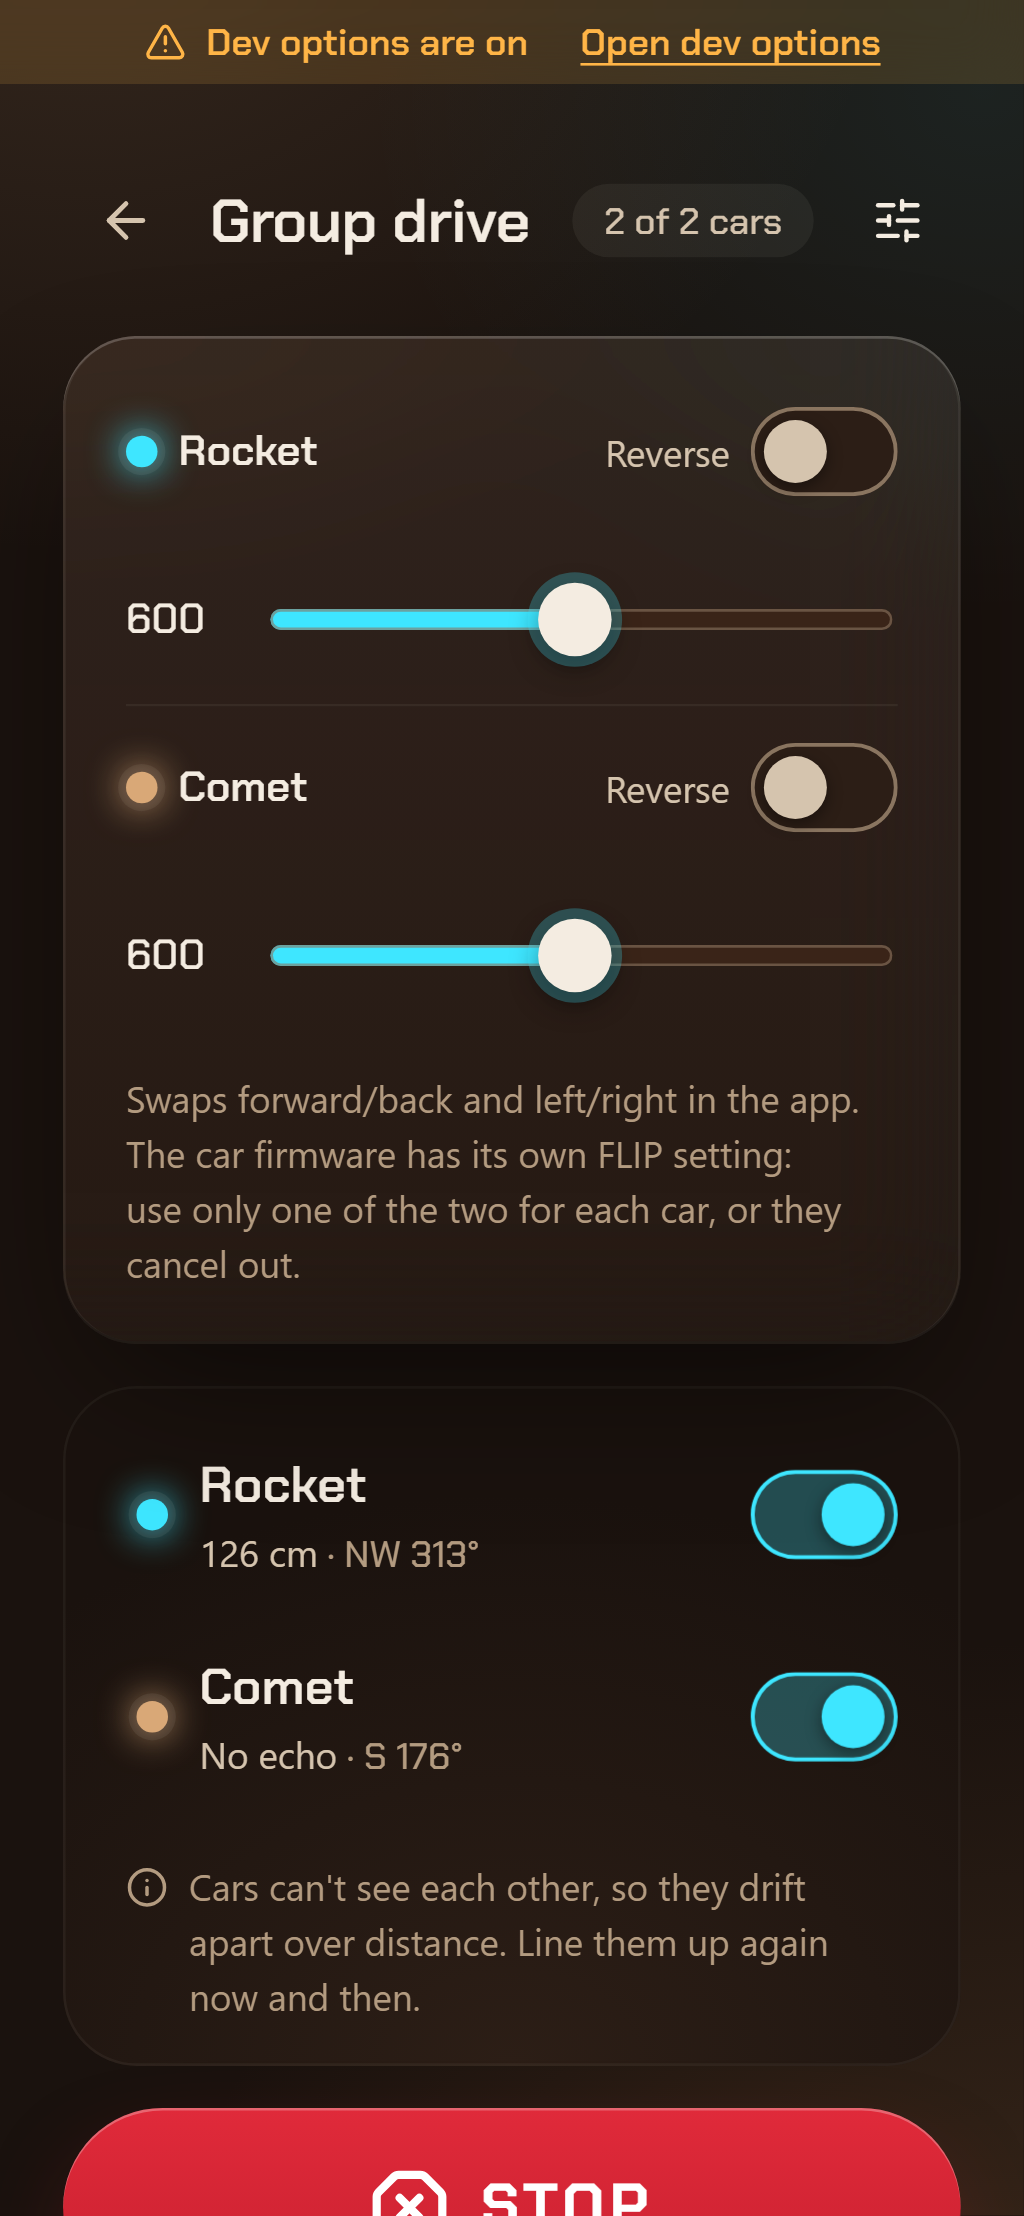 Dev options are on Open dev options
Group drive 2 of 2 cars
Rocket Reverse
600
Comet Reverse
600
Swaps forward/back and left/right in the app.
The car firmware has its own FLIP setting:
use only one of the two for each car, or they
cancel out.
Rocket
126 cm · NW 313°
Comet
No echo · S 176°
Cars can't see each other, so they drift
apart over distance. Line them up again
now and then.
STOP